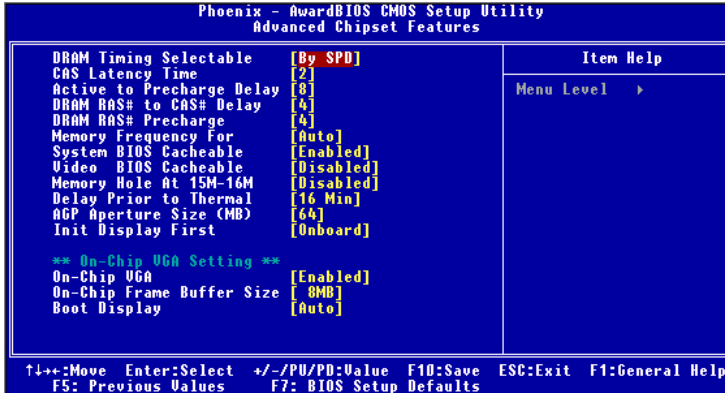 Phoenix - AwardBIOS CMOS Setup Utility
Advanced Chipset Features
DRAM Timing Selectable [By SPD]
CAS Latency Time [2]
Active to Precharge Delay [8]
DRAM RAS# to CAS# Delay [4]
DRAM RAS# Precharge [4]
Memory Frequency For [Auto]
System BIOS Cacheable [Enabled]
Video BIOS Cacheable [Disabled]
Memory Hole At 15M-16M [Disabled]
Delay Prior to Thermal [16 Min]
AGP Aperture Size (MB) [64]
Init Display First [Onboard]
** On-Chip VGA Setting **
On-Chip VGA [Enabled]
On-Chip Frame Buffer Size [ 8MB]
Boot Display [Auto]
Item Help
Menu Level ▸
↑↓→←:Move Enter:Select +/-/PU/PD:Value F10:Save ESC:Exit F1:General Help
F5: Previous Values F7: BIOS Setup Defaults